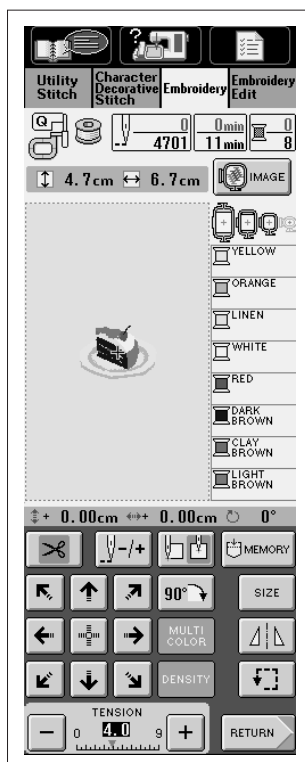 Utility Stitch
Character Decorative Stitch
Embroidery
Embroidery Edit
Q
0
4701
0min
11min
0
8
4.7cm 6.7cm
IMAGE
YELLOW
ORANGE
LINEN
WHITE
RED
DARK BROWN
CLAY BROWN
LIGHT BROWN
+ 0.00cm + 0.00cm 0°
-/+
MEMORY
90°
SIZE
MULTI COLOR
DENSITY
TENSION
- 0 4.0 9 +
RETURN